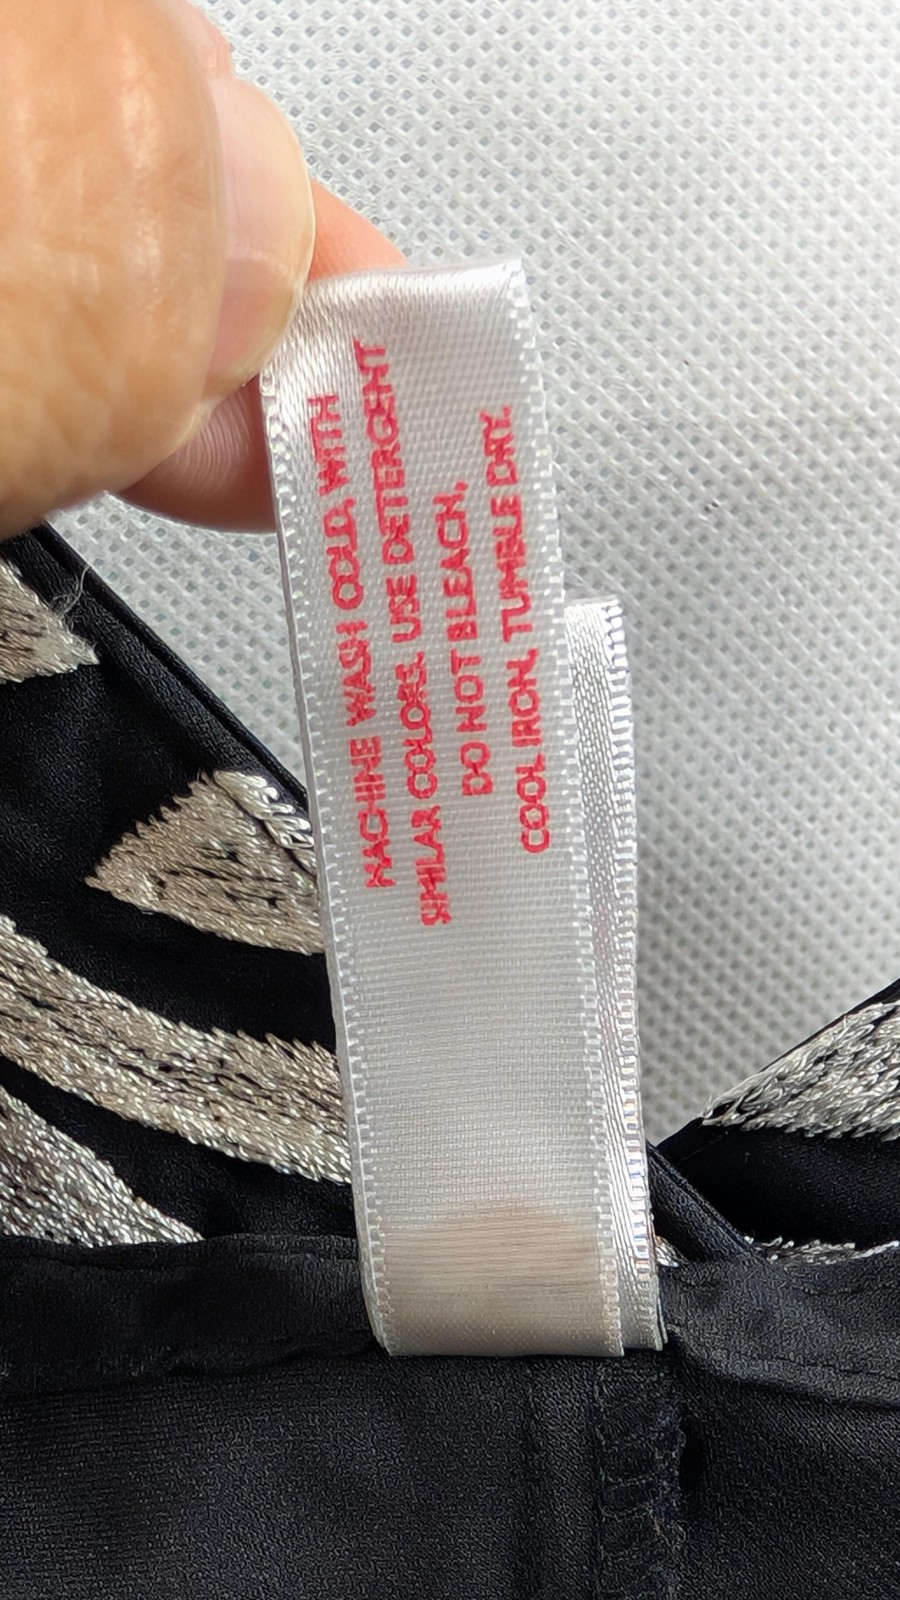 MACHINE WASH COLD, WITH
SIMILAR COLORS. USE DETERGENT
DO NOT BLEACH,
COOL IRON, TUMBLE DRY.